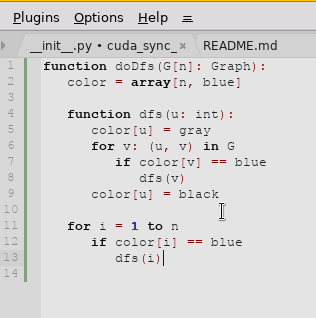 Plugins Options Help
__init__.py • cuda_sync_ × README.md
1 function doDfs(G[n]: Graph):
2 color = array[n, blue]
3
4 function dfs(u: int):
5 color[u] = gray
6 for v: (u, v) in G
7 if color[v] == blue
8 dfs(v)
9 color[u] = black
10
11 for i = 1 to n
12 if color[i] == blue
13 dfs(i)
14